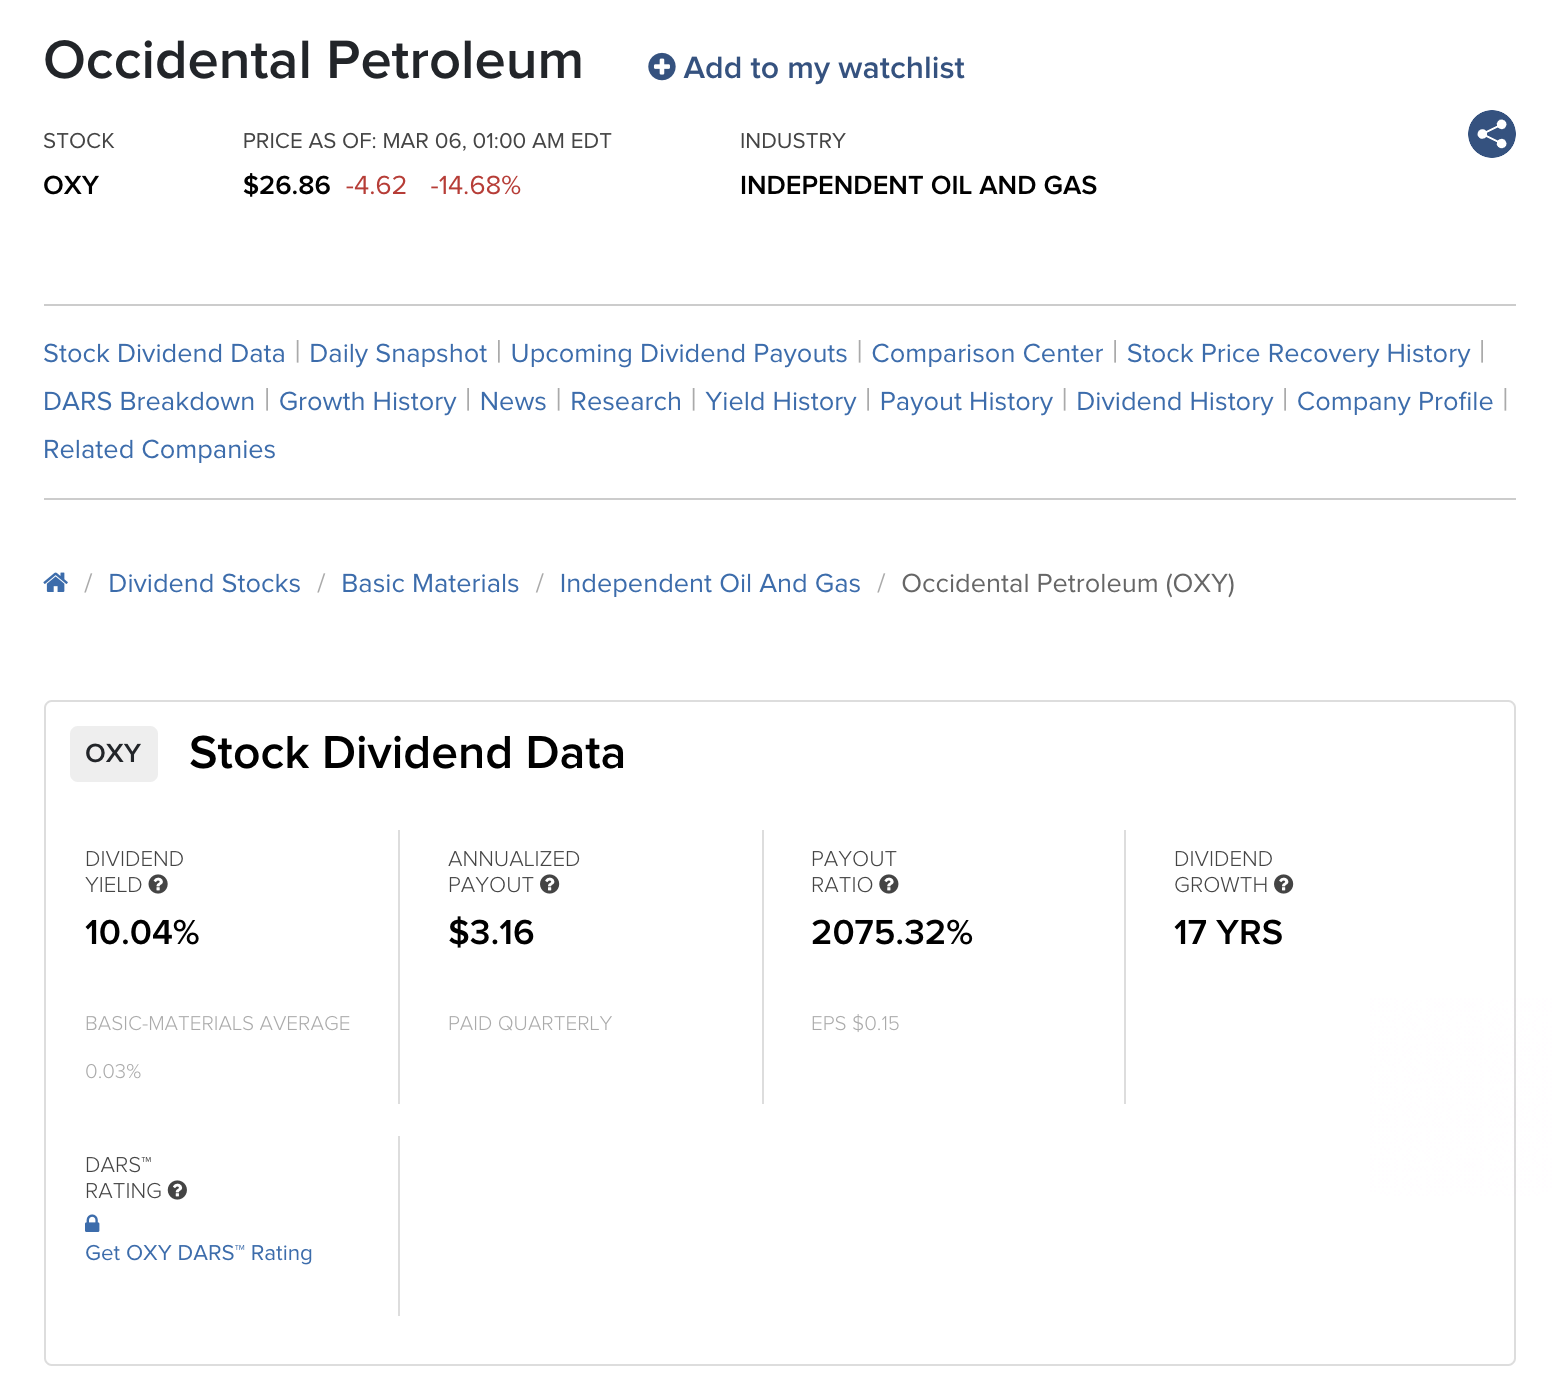 Occidental Petroleum Add to my watchlist
STOCK PRICE AS OF: MAR 06, 01:00 AM EDT INDUSTRY
OXY $26.86 -4.62 -14.68% INDEPENDENT OIL AND GAS
Stock Dividend Data | Daily Snapshot | Upcoming Dividend Payouts | Comparison Center | Stock Price Recovery History |
DARS Breakdown | Growth History | News | Research | Yield History | Payout History | Dividend History | Company Profile |
Related Companies
/ Dividend Stocks / Basic Materials / Independent Oil And Gas / Occidental Petroleum (OXY)
OXY Stock Dividend Data
DIVIDEND
YIELD
10.04%
BASIC-MATERIALS AVERAGE
0.03%
ANNUALIZED
PAYOUT
$3.16
PAID QUARTERLY
PAYOUT
RATIO
2075.32%
EPS $0.15
DIVIDEND
GROWTH
17 YRS
DARS™
RATING
Get OXY DARS™ Rating